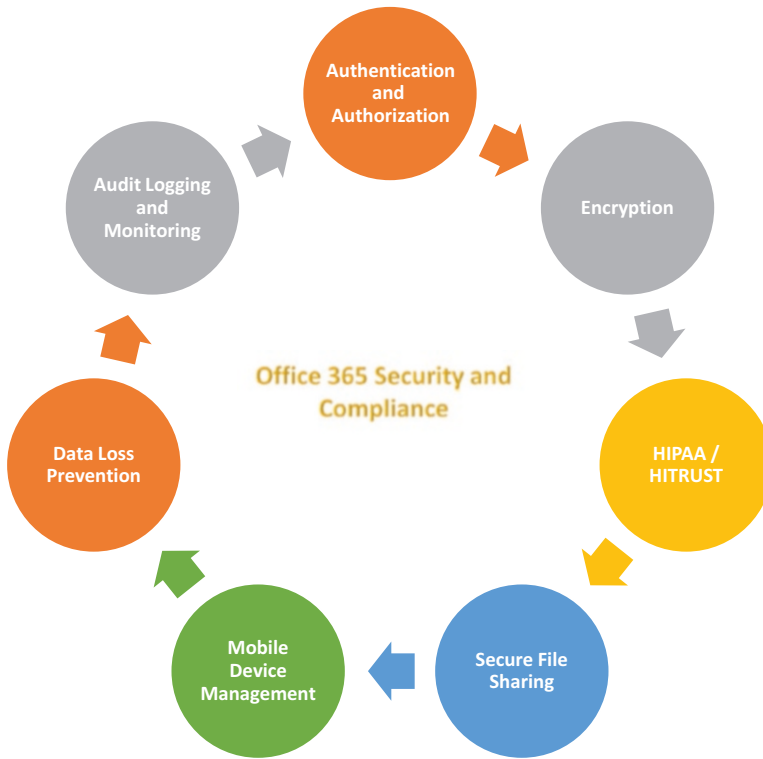 Authentication
and
Authorization
Encryption
HIPAA /
HITRUST
Secure File
Sharing
Mobile
Device
Management
Data Loss
Prevention
Audit Logging
and
Monitoring
Office 365 Security and
Compliance